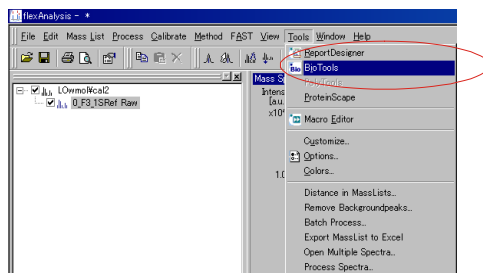 flexAnalysis - *
File Edit Mass List Process Calibrate Method FAST View Tools Window Help
ReportDesigner
BioTools
PolyTools
ProteinScape
Macro Editor
Customize...
Options...
Colors...
Distance in MassLists...
Remove Backgroundpeaks...
Batch Process...
Export MassList to Excel
Open Multiple Spectra...
Process Spectra...
LOwmol¥cal2
0_F3_1SRef Raw
Mass S
Intens
[a.u.
x10
1.0